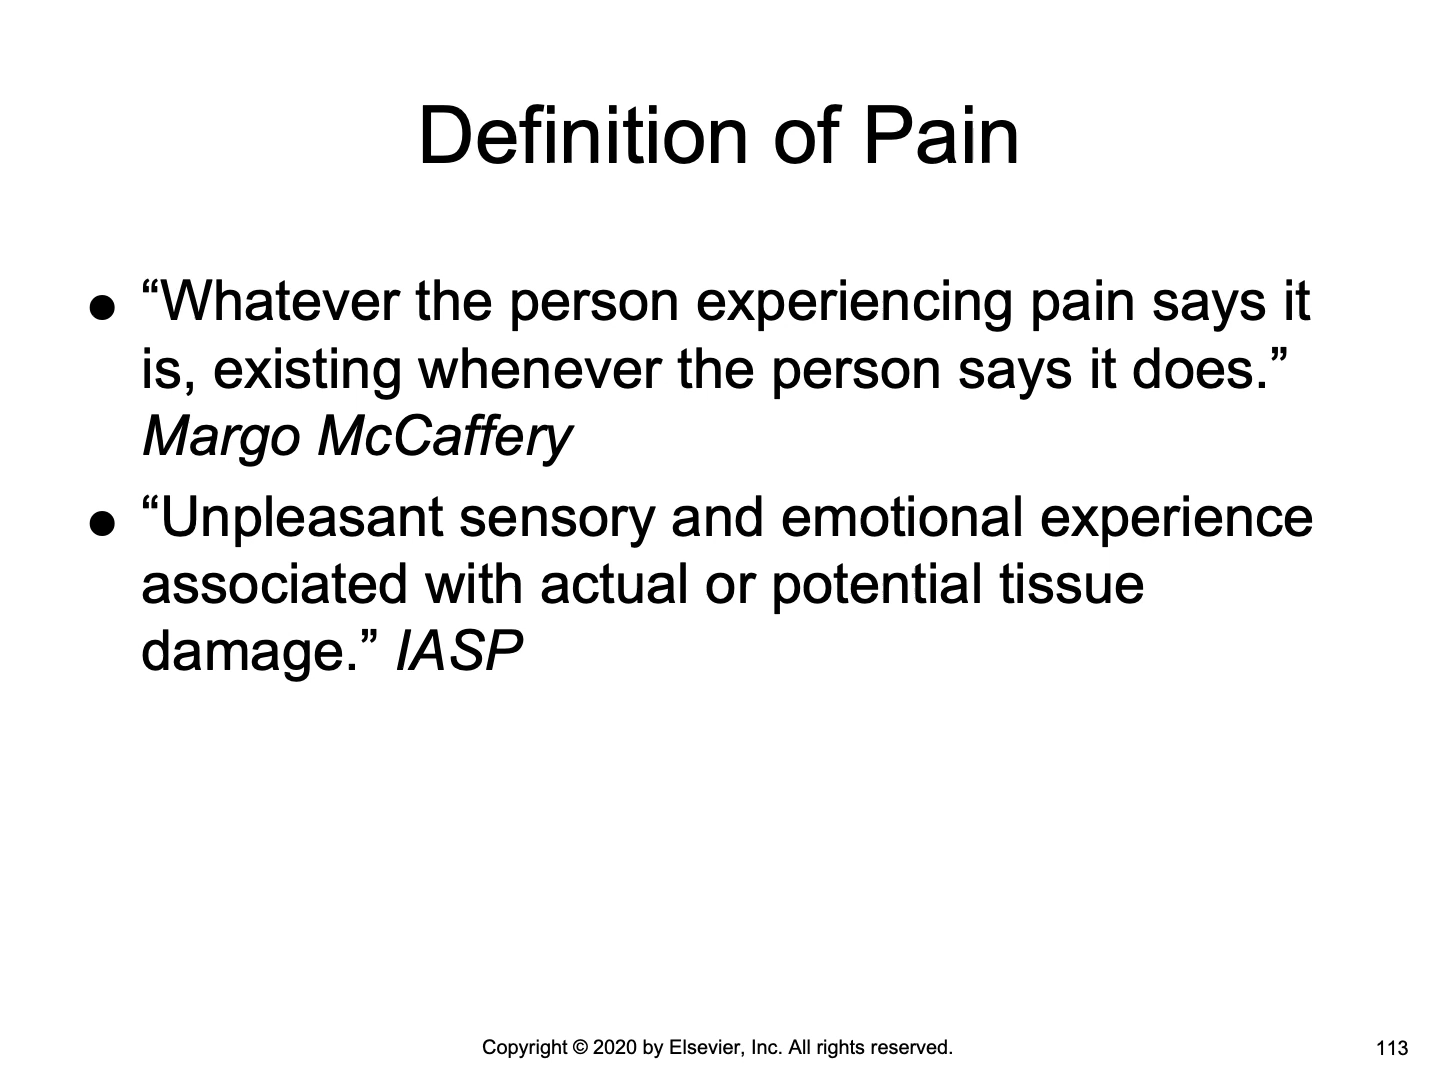 Definition of Pain
● “Whatever the person experiencing pain says it
is, existing whenever the person says it does.”
Margo McCaffery
● “Unpleasant sensory and emotional experience
associated with actual or potential tissue
damage.” IASP
Copyright © 2020 by Elsevier, Inc. All rights reserved.
113